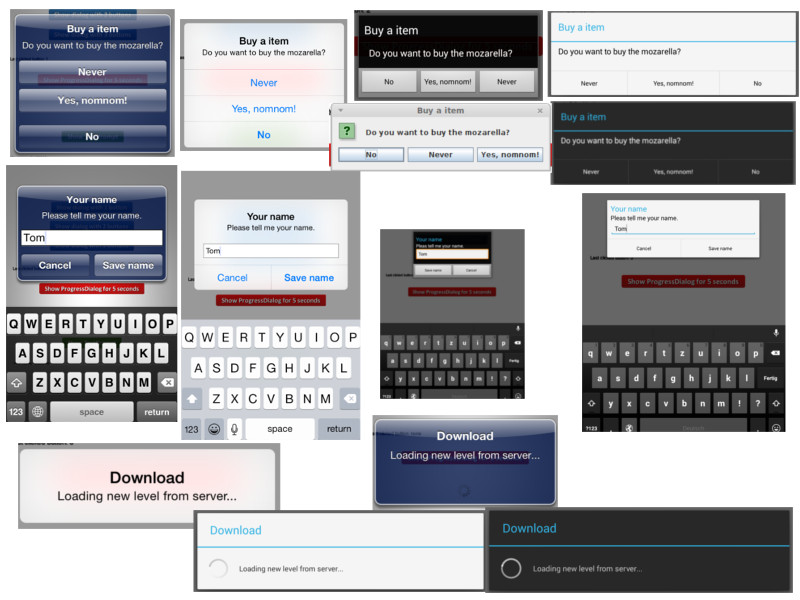 Buy a item
Do you want to buy the mozarella?
Never
Yes, nomnom!
No
Buy a item
Do you want to buy the mozarella?
Never
Yes, nomnom!
No
Buy a item
Do you want to buy the mozarella?
No Yes, nomnom! Never
Buy a item
Do you want to buy the mozarella?
Never Yes, nomnom! No
Buy a item
? Do you want to buy the mozarella?
No Never Yes, nomnom!
Buy a item
Do you want to buy the mozarella?
Never Yes, nomnom! No
Your name
Please tell me your name.
Tom
Cancel Save name
Show ProgressDialog for 5 seconds
Q W E R T Y U I O P
A S D F G H J K L
Z X C V B N M
123 space return
Your name
Please tell me your name.
Tom
Cancel Save name
Show ProgressDialog for 5 seconds
Q W E R T Y U I O P
A S D F G H J K L
Z X C V B N M
123 space return
Your name
Pleas tell me your name.
Tom
Save name Cancel
Show ProgressDialog for 5 seconds
q w e r t z u i o p
a s d f g h j k l Fertig
y x c v b n m ! ?
?123
Your name
Pleas tell me your name.
Tom
Cancel Save name
Show ProgressDialog for 5 seconds
q w e r t z u i o p
a s d f g h j k l Fertig
y x c v b n m ! ?
?123
Download
Loading new level from server...
Download
Loading new level from server...
Download
Loading new level from server...
Download
Loading new level from server...